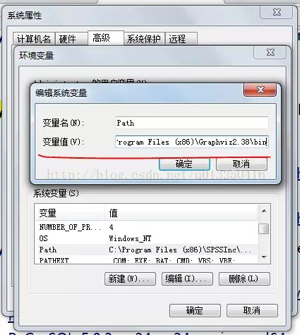 系统属性
计算机名 硬件 高级 系统保护 远程
环境变量
编辑系统变量
变量名(N): Path
变量值(V): rogram Files (x86)\Graphviz2.38\bin
确定 取消
http://blog.csdn.net
系统变量(S)
变量 值
NUMBER_OF_PR... 4
OS Windows_NT
Path C:\Program Files (x86)\SPSSInc\...
PATHEXT .COM;.EXE;.BAT;.CMD;.VBS;.VBE;
新建(W)... 编辑(I)... 删除(L)
确定 取消